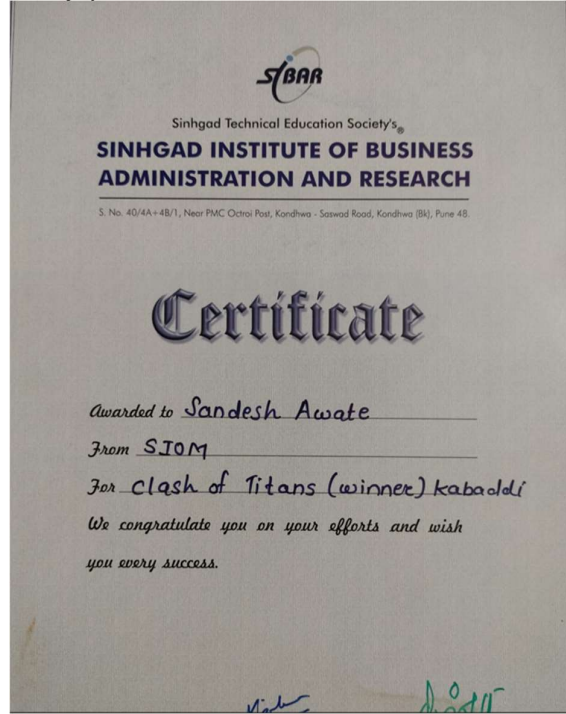 SIBAR
Sinhgad Technical Education Society's®
SINHGAD INSTITUTE OF BUSINESS
ADMINISTRATION AND RESEARCH
S. No. 40/4A+4B/1, Near PMC Octroi Post, Kondhwa - Saswad Road, Kondhwa (Bk), Pune 48.
Certificate
Awarded to Sandesh Awate
From SIOM
For Clash of Titans (winner) kabaddi
We congratulate you on your efforts and wish
you every success.